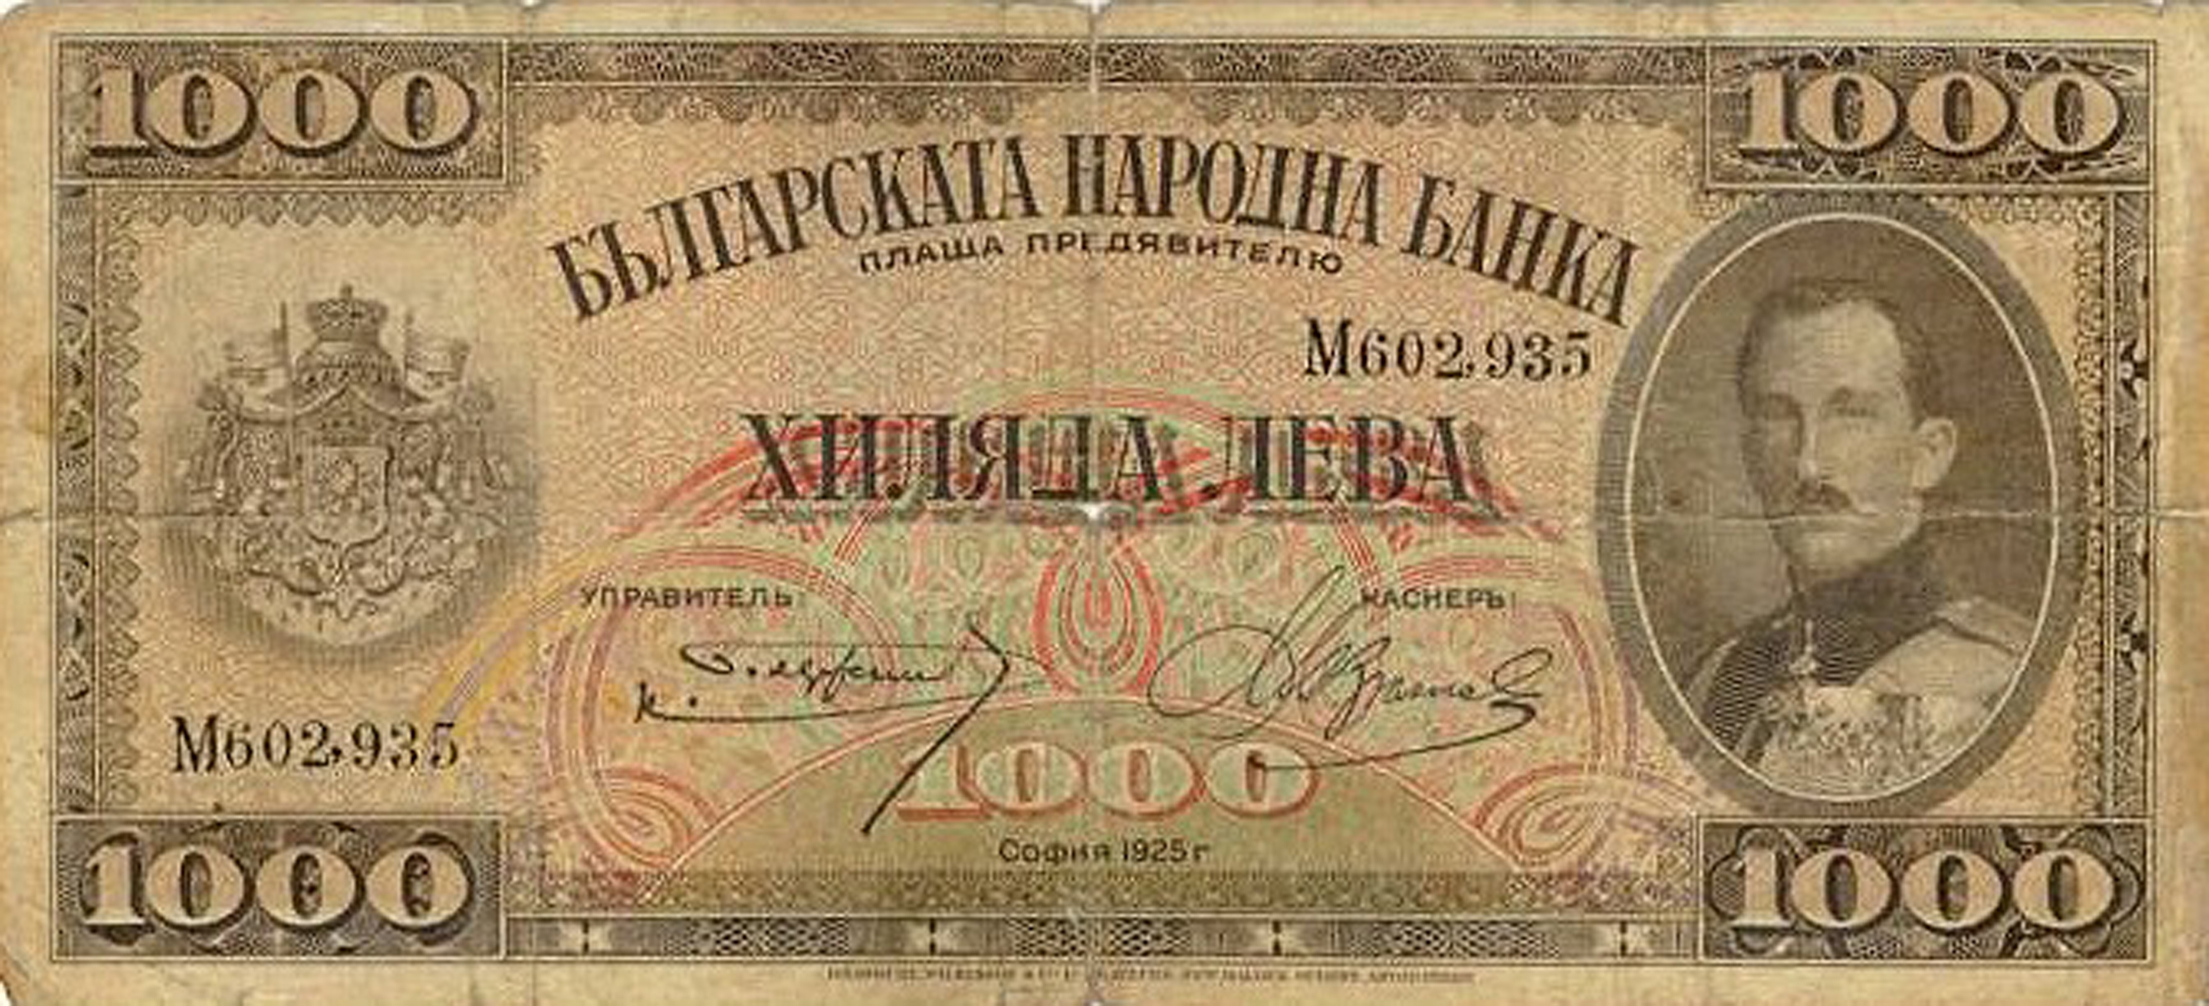 1000
1000
БЪЛГАРСКАТА НАРОДНА БАНКА
ПЛАЩА ПРЕДЯВИТЕЛЮ
М602,935
ХИЛЯДА ЛЕВА
УПРАВИТЕЛЬ:
КАСИЕРЪ:
М602,935
1000
София 1925 г
1000
1000